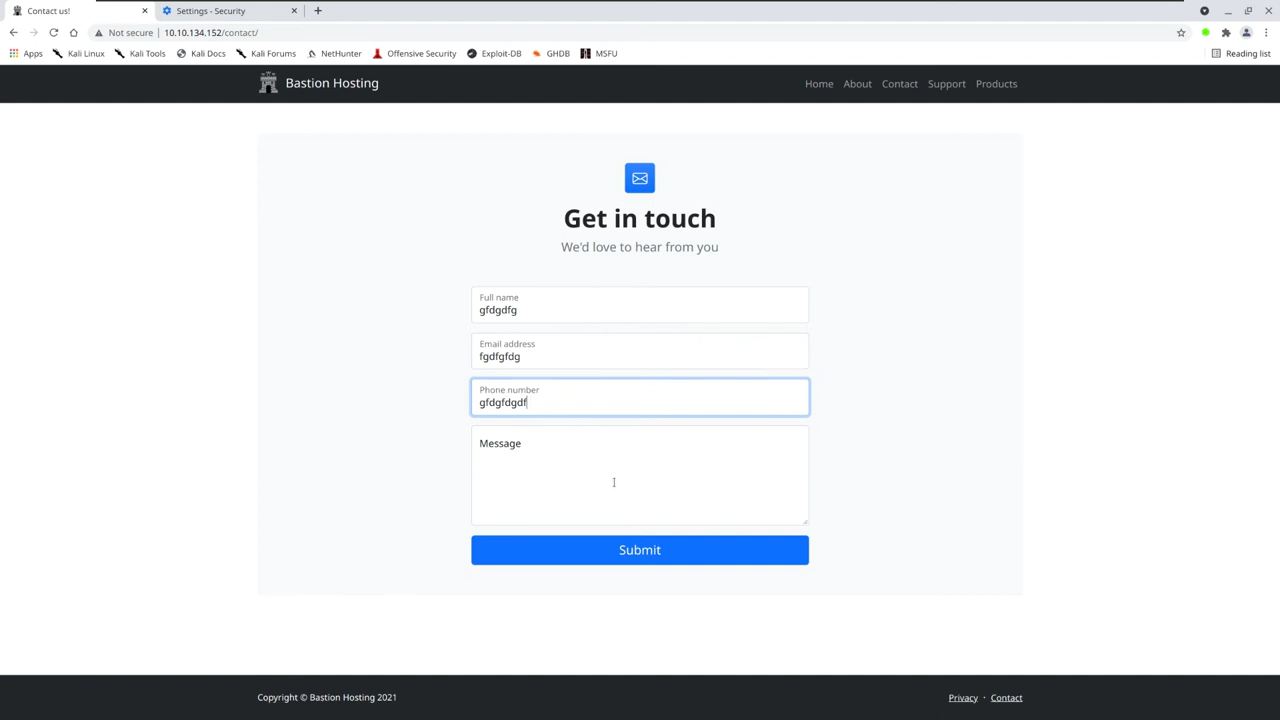 Contact us!
Settings - Security
Not secure
10.10.134.152/contact/
Apps
Kali Linux
Kali Tools
Kali Docs
Kali Forums
NetHunter
Offensive Security
Exploit-DB
GHDB
MSFU
Reading list
Bastion Hosting
Home
About
Contact
Support
Products
Get in touch
We'd love to hear from you
Full name
gfdgdfg
Email address
fgdfgfdg
Phone number
gfdgfdgdf
Message
Submit
Copyright © Bastion Hosting 2021
Privacy · Contact